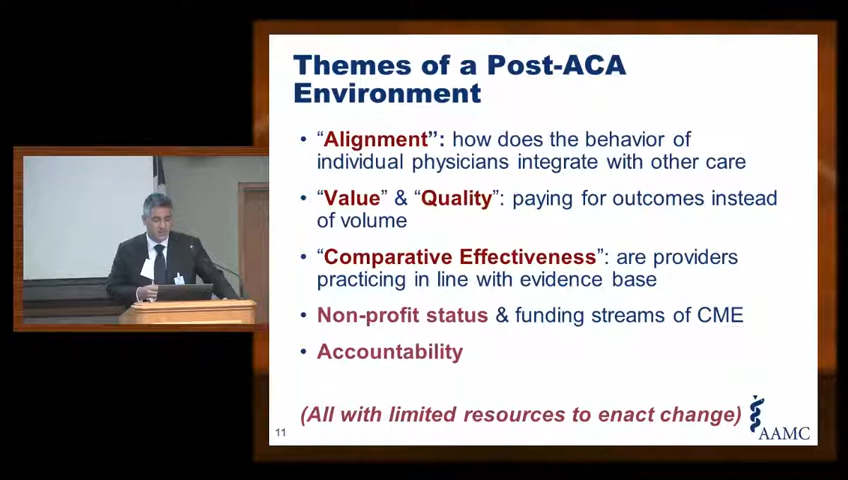 Themes of a Post-ACA
Environment
• “Alignment”: how does the behavior of
individual physicians integrate with other care
• “Value” & “Quality”: paying for outcomes instead
of volume
• “Comparative Effectiveness”: are providers
practicing in line with evidence base
• Non-profit status & funding streams of CME
• Accountability
(All with limited resources to enact change)
11
AAMC